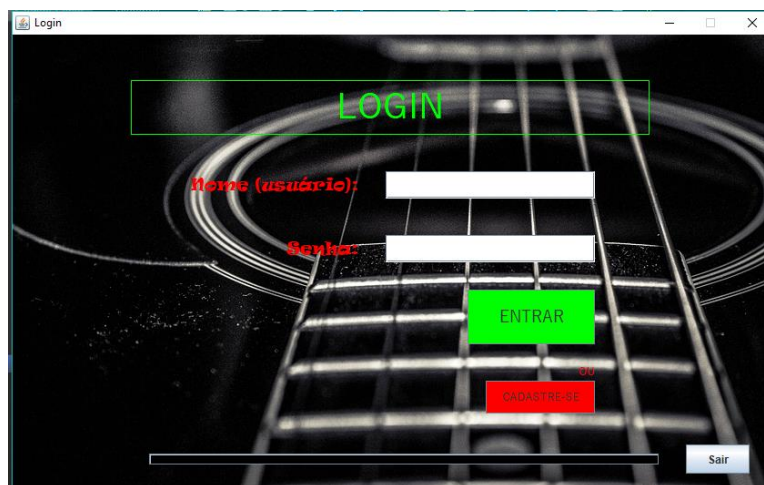 Login
LOGIN
Nome (usuário):
Senha:
ENTRAR
ou
CADASTRE-SE
Sair